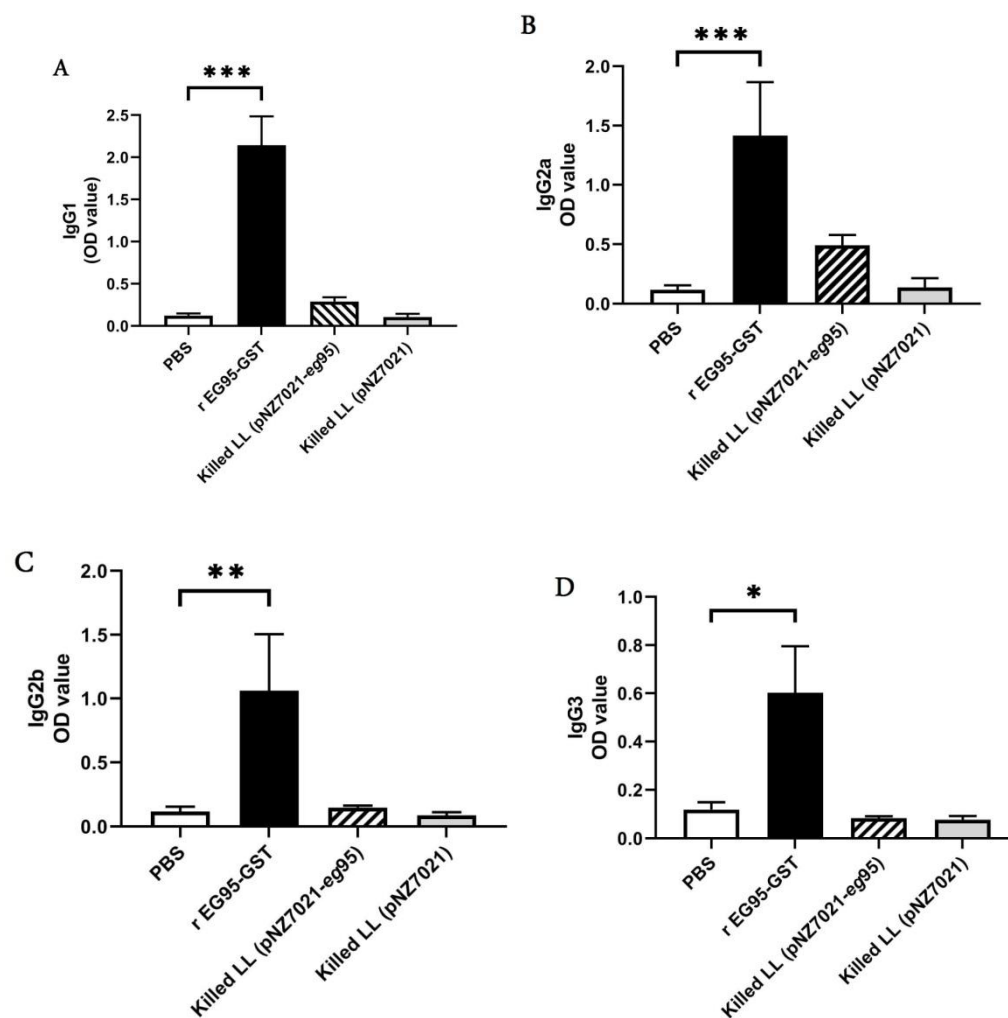 A
***
IgG1
(OD value)
2.5
2.0
1.5
1.0
0.5
0.0
PBS
r EG95-GST
Killed LL (pNZ7021-eg95)
Killed LL (pNZ7021)
B
***
IgG2a
OD value
2.0
1.5
1.0
0.5
0.0
PBS
r EG95-GST
Killed LL (pNZ7021-eg95)
Killed LL (pNZ7021)
C
**
IgG2b
OD value
2.0
1.5
1.0
0.5
0.0
PBS
r EG95-GST
Killed LL (pNZ7021-eg95)
Killed LL (pNZ7021)
D
*
IgG3
OD value
1.0
0.8
0.6
0.4
0.2
0.0
PBS
r EG95-GST
Killed LL (pNZ7021-eg95)
Killed LL (pNZ7021)